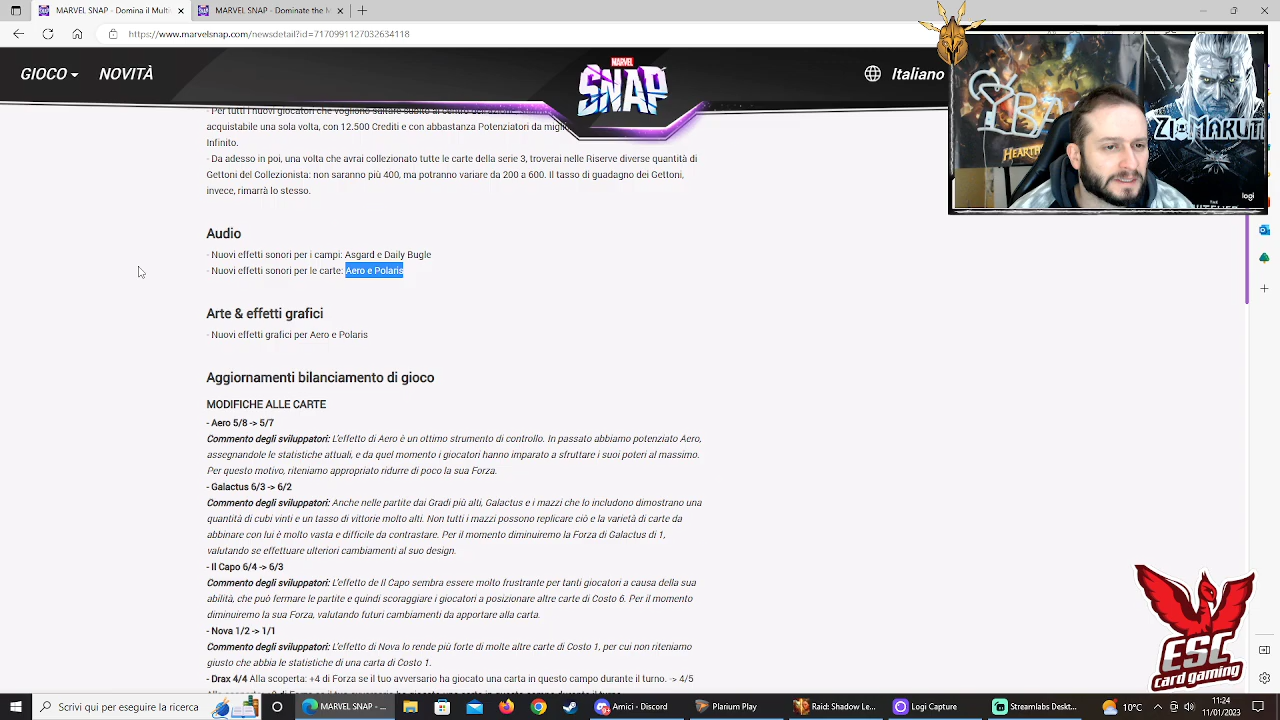 MARVEL SNAP - Domina il Multi
MARVEL SNAP - Dominate the M
https://www.marvelsnap.com/newsdetail?id=7170991127032634118
GIOCO
NOVITÀ
MARVEL
SNAP
Italiano
acquistabile una sola volta, con 12.500 Crediti e con abbastanza Potenziatori da
Infinito.
- Da adesso in poi, una volta che avrai collezionato tutte le carte della serie 3, troverai nelle Riserve diverse quantità di
Gettoni del Collezionista: non saranno più 400, ma potranno variare da 200 a 600. Il tasso di guadagno dei Gettoni,
invece, rimarrà lo stesso.
Audio
- Nuovi effetti sonori per i campi: Asgard e Daily Bugle
- Nuovi effetti sonori per le carte: Aero e Polaris
Arte & effetti grafici
- Nuovi effetti grafici per Aero e Polaris
Aggiornamenti bilanciamento di gioco
MODIFICHE ALLE CARTE
- Aero 5/8 -> 5/7
Commento degli sviluppatori: L'effetto di Aero è un ottimo strumento di controllo. In passato abbiamo potenziato Aero,
assegnandole le statistiche attuali, e da quel momento i giocatori hanno imparato a sfruttare i suoi poteri al massimo.
Per questo motivo, riteniamo appropriato ridurre di poco la sua Forza.
- Galactus 6/3 -> 6/2
Commento degli sviluppatori: Anche nelle partite dai Gradi più alti, Galactus e i mazzi che lo includono dimostrano una
quantità di cubi vinti e un tasso di vittorie molto alti. Non tutti i mazzi possono replicare ciò e la varietà di carte da
abbinare con lui è molto vasta e difficile da contrastare. Per il momento diminuiremo la Forza di Galactus di 1,
valutando se effettuare ulteriori cambiamenti al suo design.
- Il Capo 6/4 -> 6/3
Commento degli sviluppatori: L'effetto de Il Capo sembra essere molto frustrante per tanti giocatori a causa della sua
abilità, che può fermare le partite e quindi scoraggiare i giocatori a posizionare altre carte di Costo 6. Per il momento
diminuiremo la sua Forza, valutando futuri cambiamenti da apportare alla carta.
- Nova 1/2 -> 1/1
Commento degli sviluppatori: L'effetto di Nova lo rende più forte di molte altre carte di Costo 1, per cui non riteniamo
giusto che abbia le statistiche di una carta di Costo 1.
- Drax 4/4 Alla scoperta: +4 di Forza se il tuo avversario ha giocato una carta in questo campo durante il turno. -> 4/5
ZIOMARUT
logi
THE
WITCHER
ESC
card gaming
Scrivi qui per eseguire la ricerca
MARVEL SNAP - ...
Amici - Discord
Planium Play
Raid: Shadow Le...
Logi Capture
Streamlabs Deskt...
10°C
11:24
11/01/2023